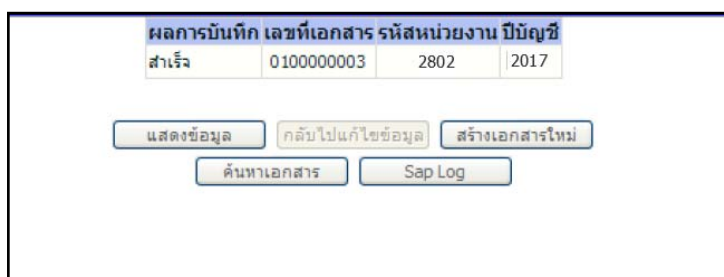 ผลการบันทึก เลขที่เอกสาร รหัสหน่วยงาน ปีบัญชี
สำเร็จ 0100000003 2802 2017
แสดงข้อมูล กลับไปแก้ไขข้อมูล สร้างเอกสารใหม่
ค้นหาเอกสาร Sap Log